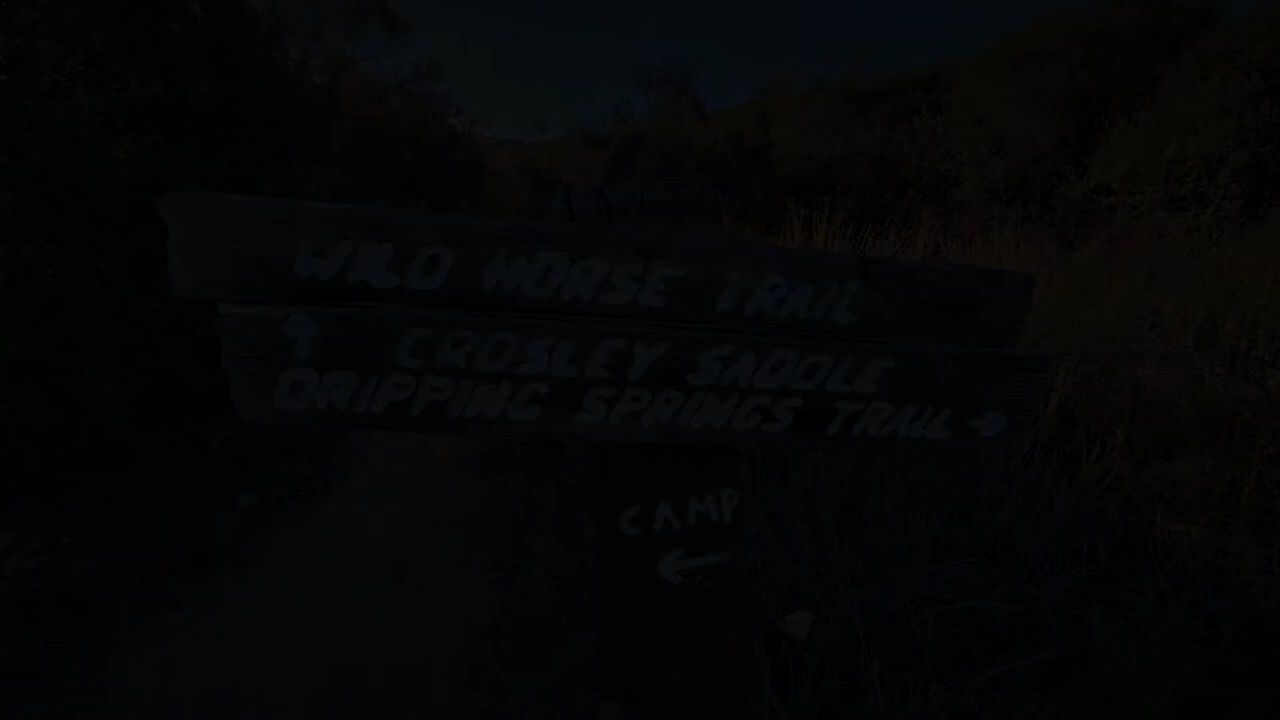 WILD HORSE TRAIL
↑ CROSLEY SADDLE
DRIPPING SPRINGS TRAIL →
CAMP
←